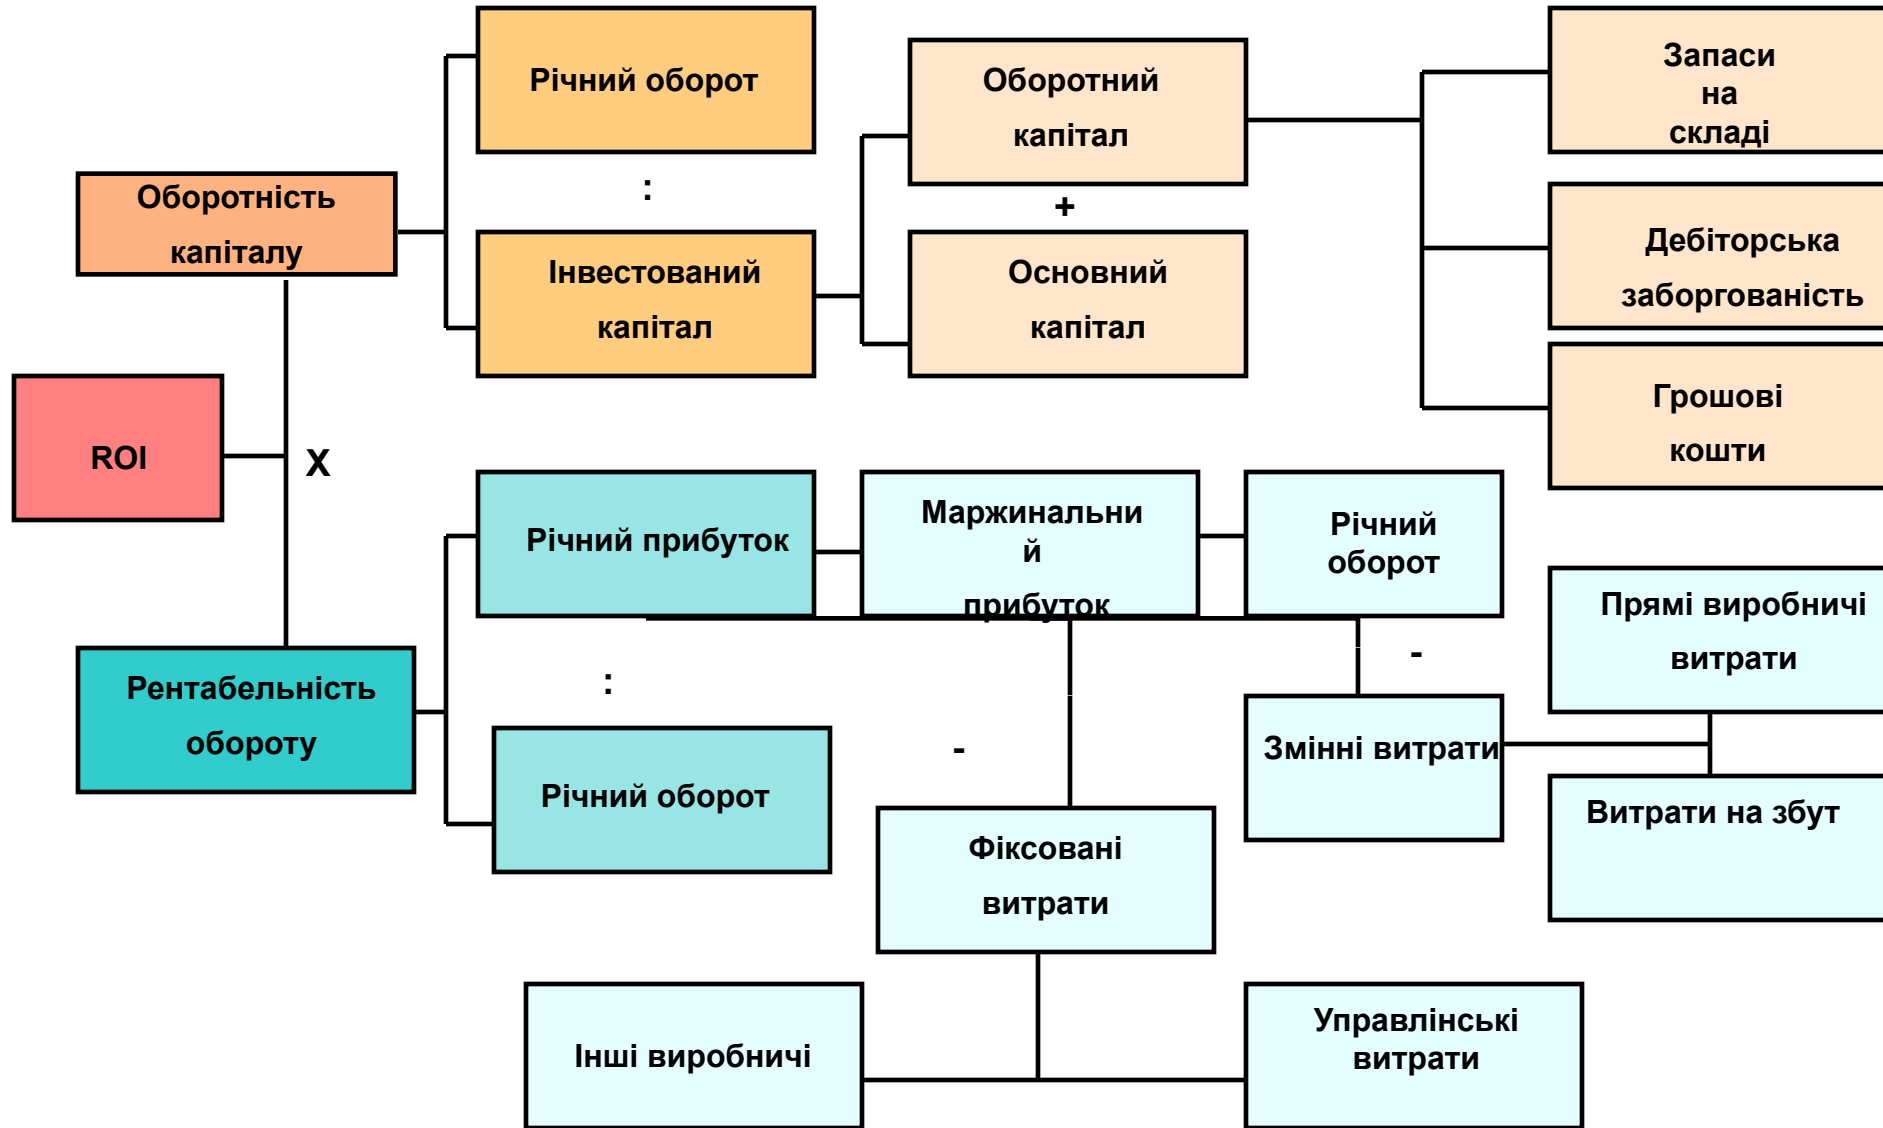 Річний оборот
:
Оборотний
капітал
+
Запаси
на
складі
Оборотність
капіталу
Інвестований
капітал
Основний
капітал
Дебіторська
заборгованість
Грошові
кошти
ROI
X
Річний прибуток
Маржинальни
й
прибуток
Річний
оборот
-
Прямі виробничі
витрати
Рентабельність
обороту
:
Річний оборот
-
Змінні витрати
Витрати на збут
Фіксовані
витрати
Інші виробничі
Управлінські
витрати